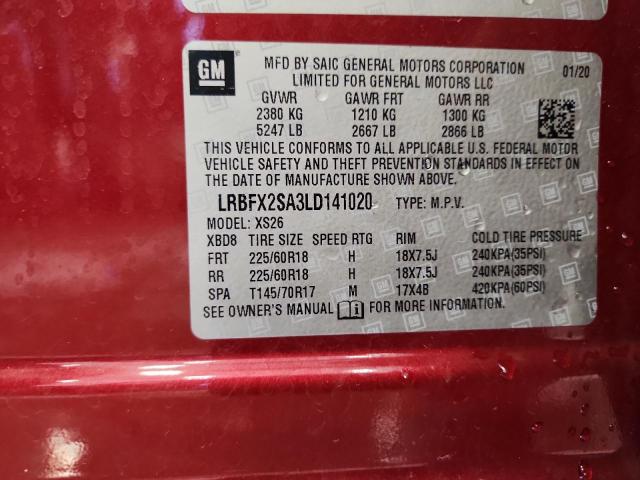 GM
MFD BY SAIC GENERAL MOTORS CORPORATION
LIMITED FOR GENERAL MOTORS LLC
01/20
GVWR GAWR FRT GAWR RR
2380 KG 1210 KG 1300 KG
5247 LB 2667 LB 2866 LB
THIS VEHICLE CONFORMS TO ALL APPLICABLE U.S. FEDERAL MOTOR
VEHICLE SAFETY AND THEFT PREVENTION STANDARDS IN EFFECT ON
THE DATE OF MANUFACTURE SHOWN ABOVE.
LRBFX2SA3LD141020 TYPE: M.P.V.
MODEL: XS26
XBD8 TIRE SIZE SPEED RTG RIM COLD TIRE PRESSURE
FRT 225/60R18 H 18X7.5J 240KPA(35PSI)
RR 225/60R18 H 18X7.5J 240KPA(35PSI)
SPA T145/70R17 M 17X4B 420KPA(60PSI)
SEE OWNER'S MANUAL FOR MORE INFORMATION.